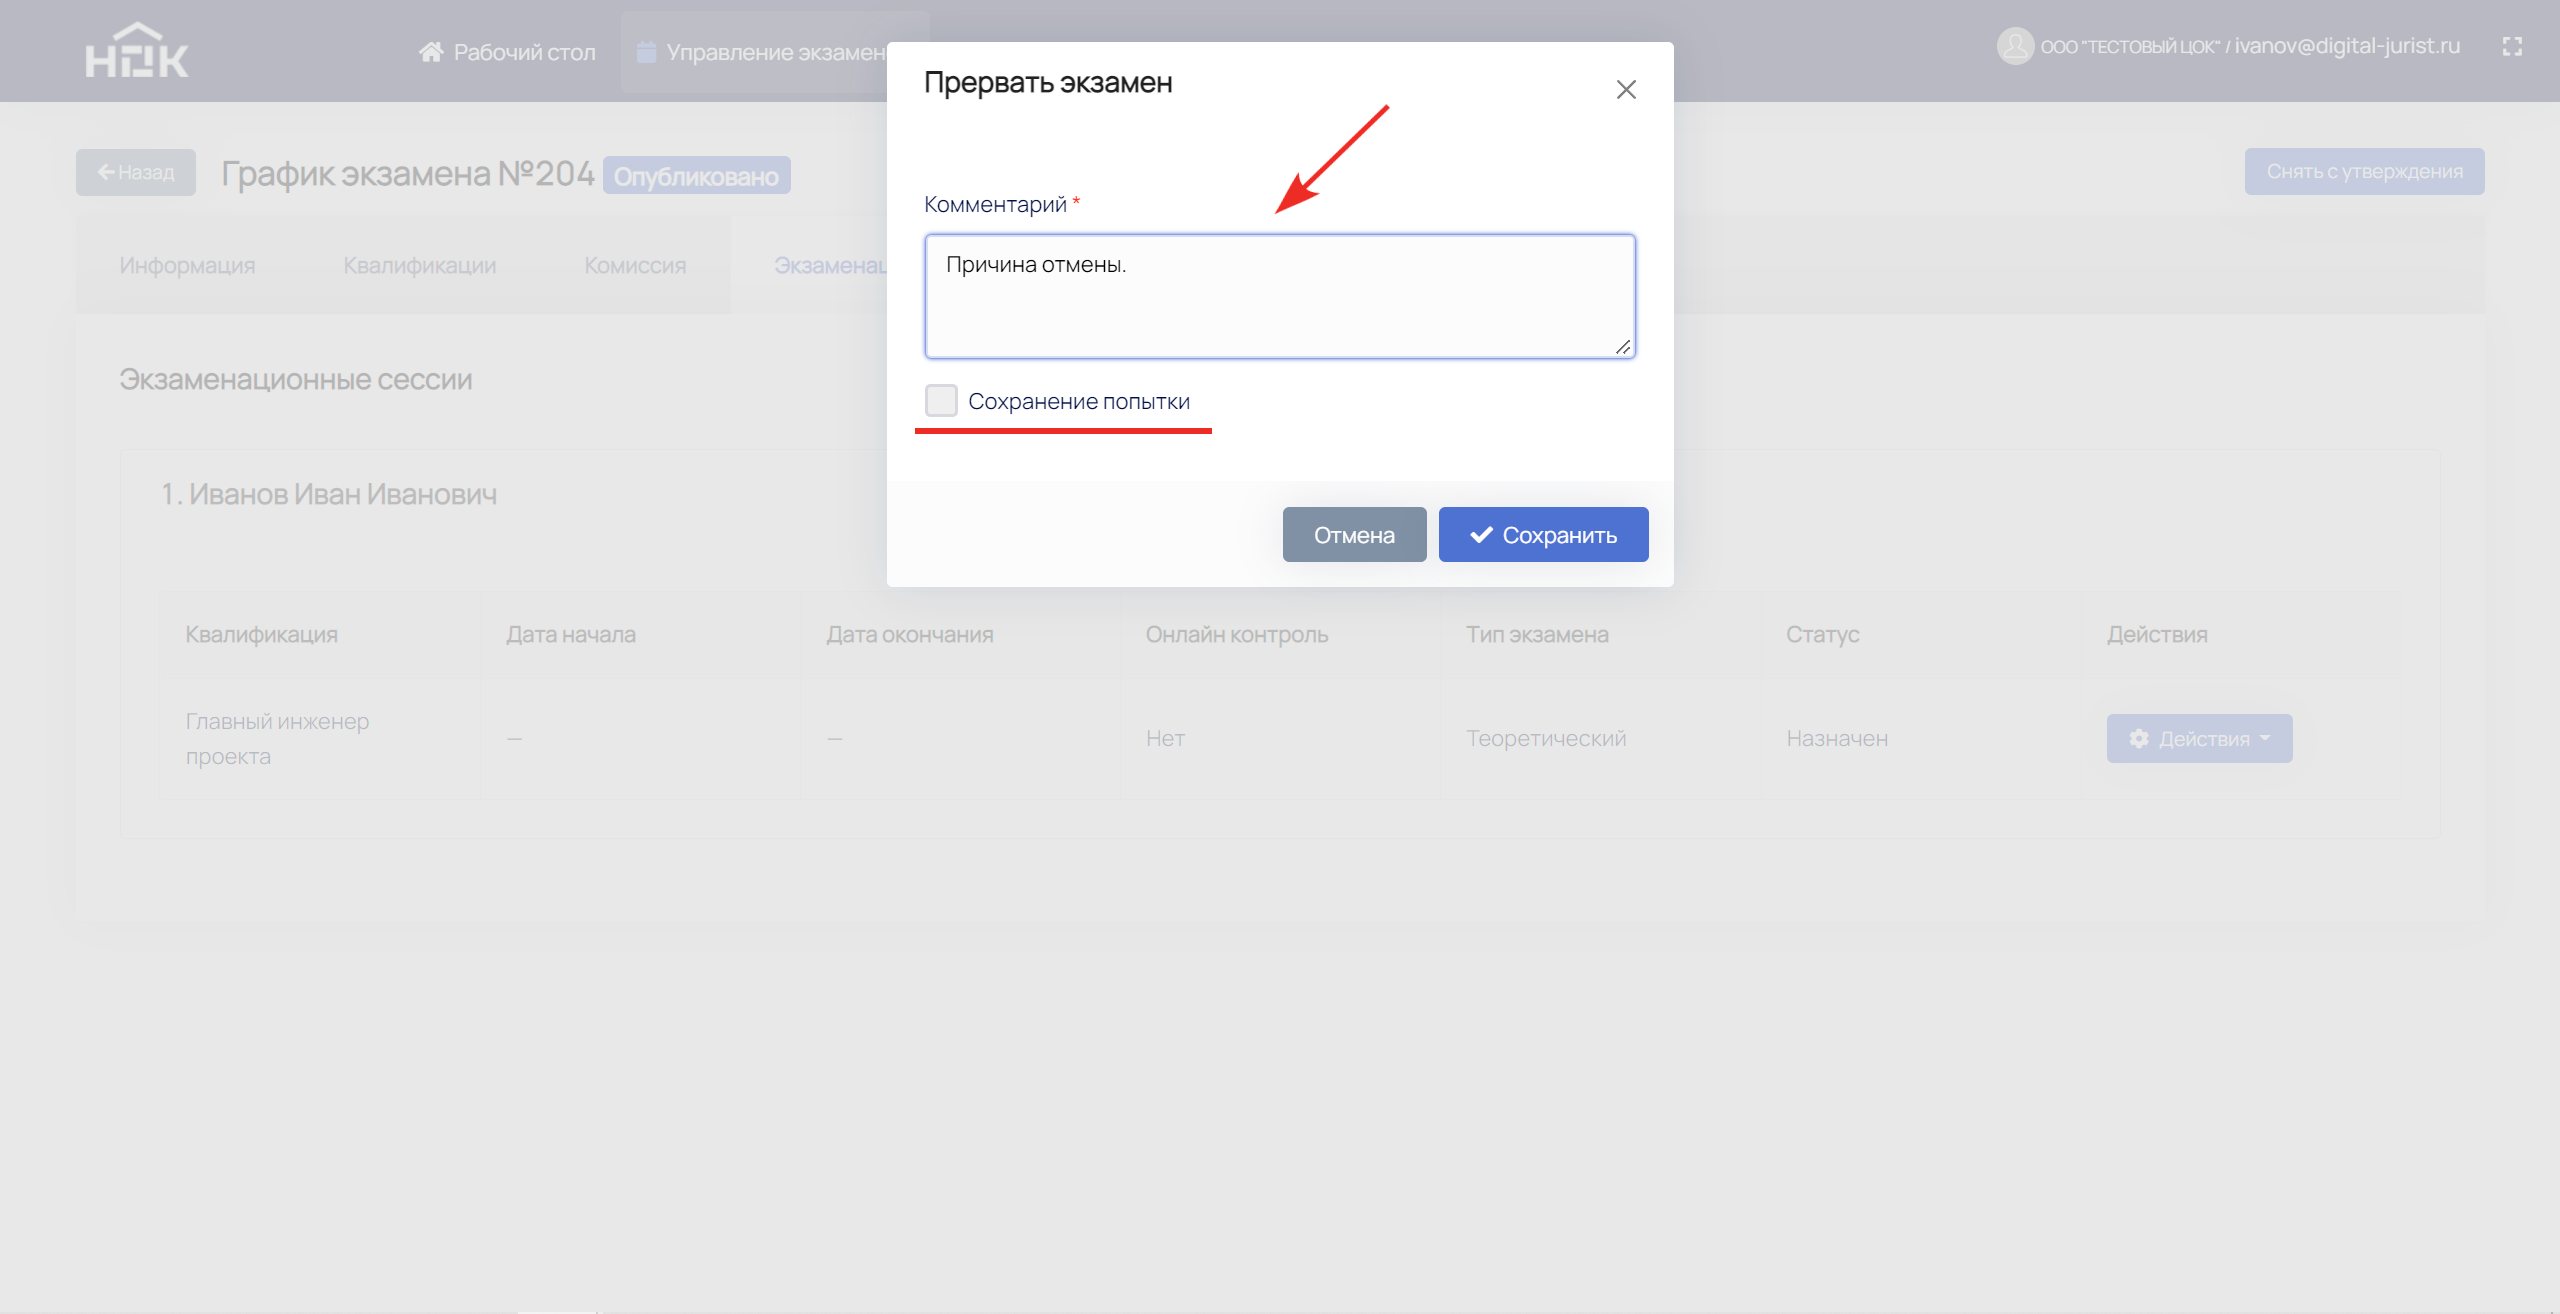 НОК
Рабочий стол
Управление экзамен
ООО "ТЕСТОВЫЙ ЦОК" / ivanov@digital-jurist.ru
Прервать экзамен
Назад
График экзамена №204
Опубликовано
Снять с утверждения
Комментарий *
Информация
Квалификации
Комиссия
Экзаменац
Причина отмены.
Сохранение попытки
Экзаменационные сессии
1. Иванов Иван Иванович
Отмена
Сохранить
Квалификация Дата начала Дата окончания Онлайн контроль Тип экзамена Статус Действия
Главный инженер
проекта
— — Нет Теоретический Назначен Действия